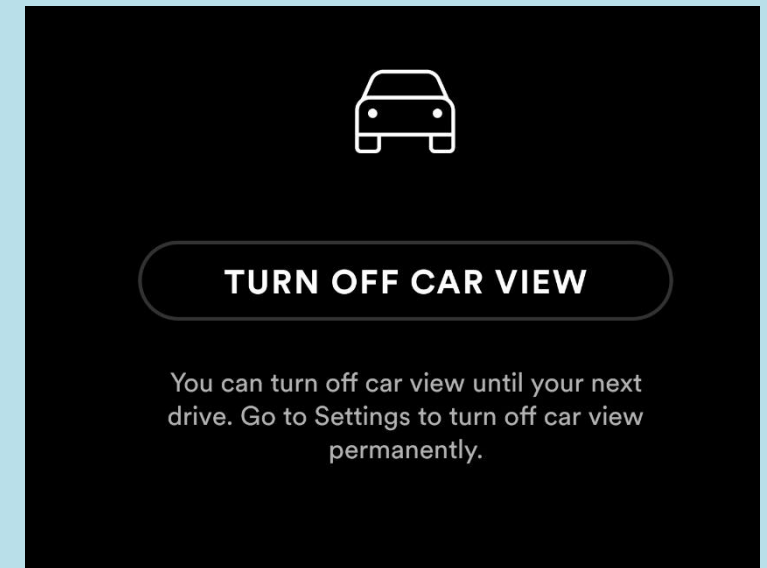 TURN OFF CAR VIEW
You can turn off car view until your next
drive. Go to Settings to turn off car view
permanently.